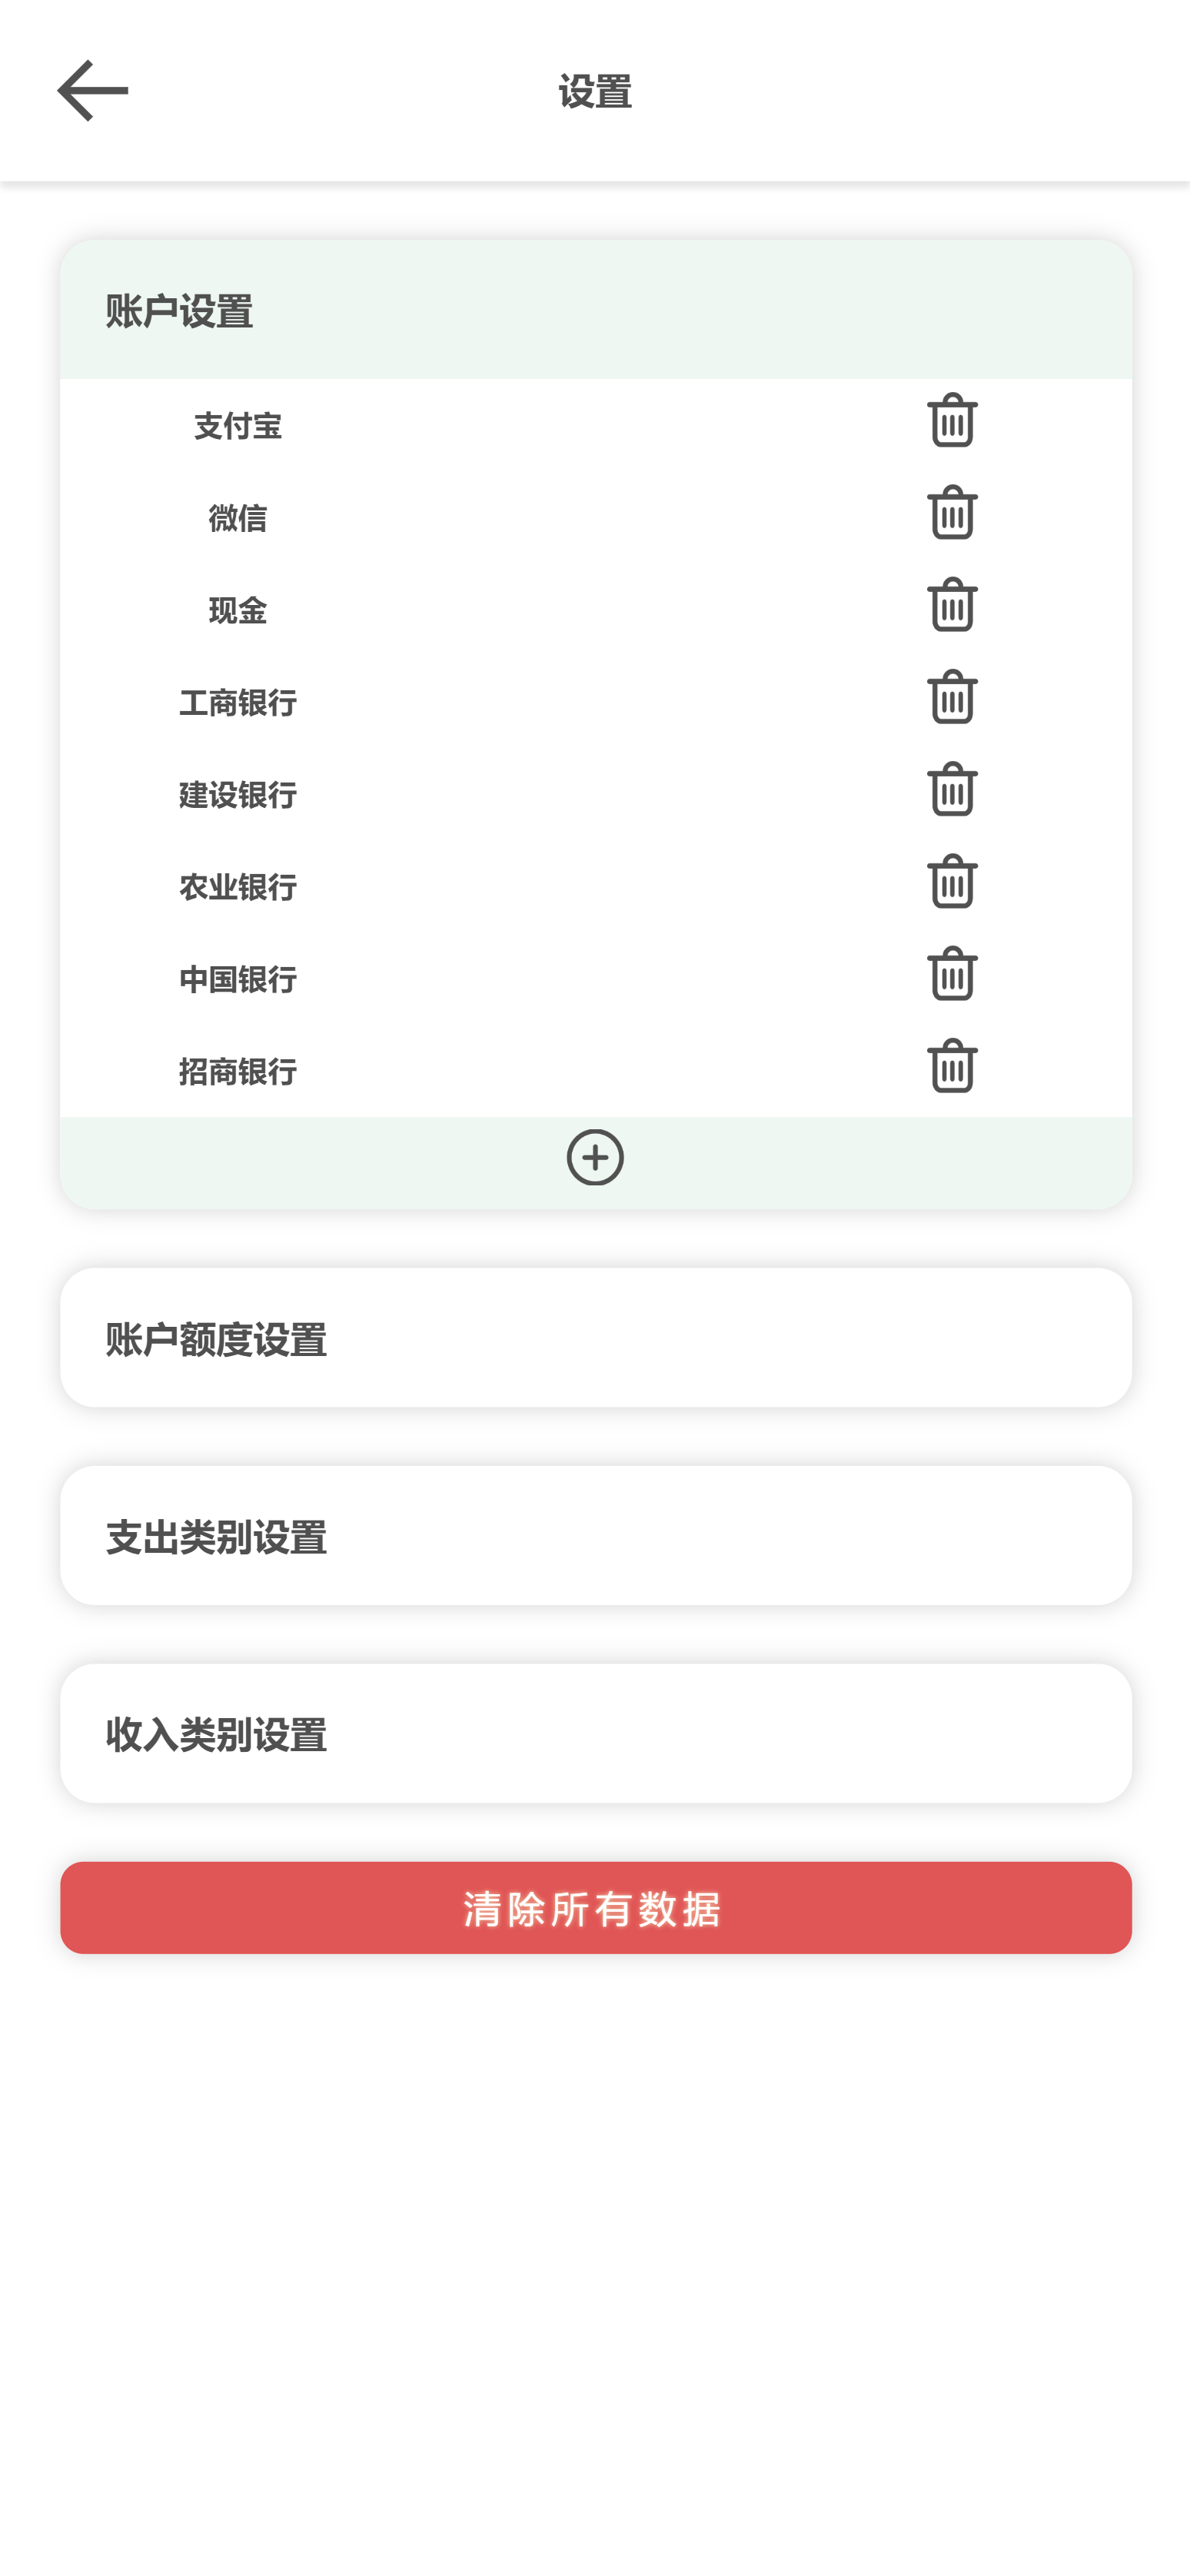 设置
账户设置
支付宝
微信
现金
工商银行
建设银行
农业银行
中国银行
招商银行
账户额度设置
支出类别设置
收入类别设置
清除所有数据